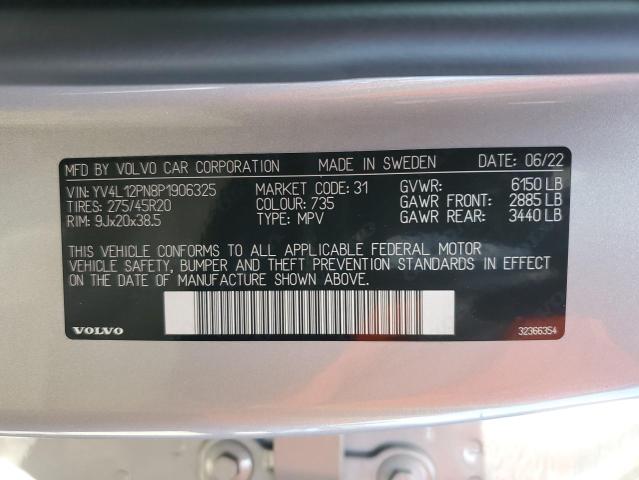 MFD BY VOLVO CAR CORPORATION MADE IN SWEDEN DATE: 06/22
VIN: YV4L12PN8P1906325 MARKET CODE: 31 GVWR: 6150 LB
TIRES: 275/45R20 COLOUR: 735 GAWR FRONT: 2885 LB
RIM: 9Jx20x38.5 TYPE: MPV GAWR REAR: 3440 LB
THIS VEHICLE CONFORMS TO ALL APPLICABLE FEDERAL MOTOR
VEHICLE SAFETY, BUMPER AND THEFT PREVENTION STANDARDS IN EFFECT
ON THE DATE OF MANUFACTURE SHOWN ABOVE.
VOLVO 32366354